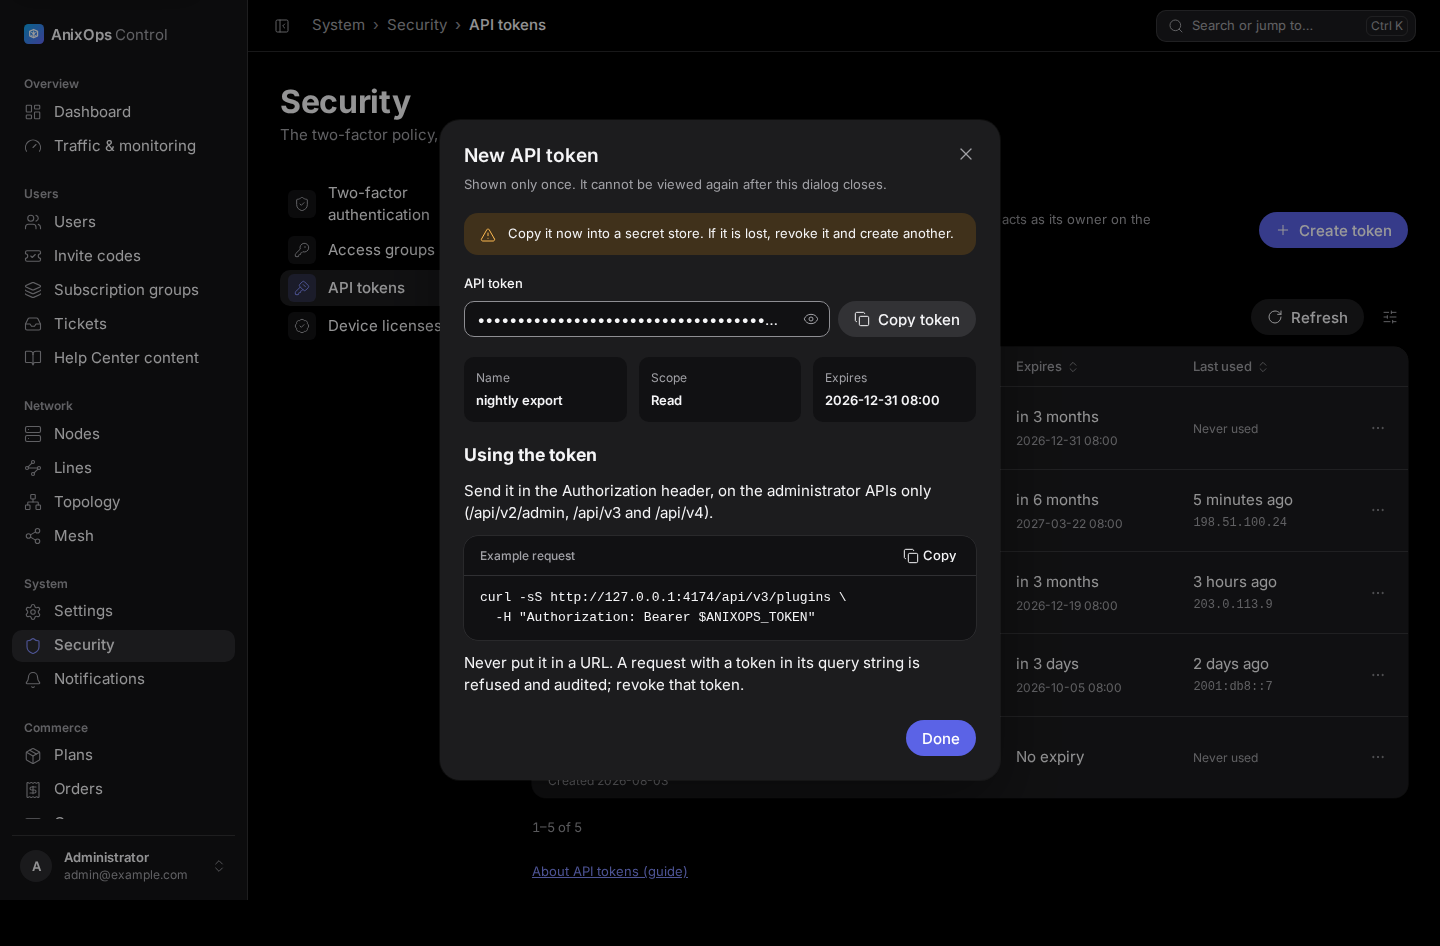 AnixOps Control
System › Security › API tokens
Search or jump to...
Ctrl K
Overview
Dashboard
Traffic & monitoring
Users
Users
Invite codes
Subscription groups
Tickets
Help Center content
Network
Nodes
Lines
Topology
Mesh
System
Settings
Security
Notifications
Commerce
Plans
Orders
A
Administrator
admin@example.com
Security
The two-factor policy,
Two-factor
authentication
Access groups
API tokens
Device licenses
acts as its owner on the
Create token
Refresh
Expires
Last used
in 3 months
2026-12-31 08:00
Never used
in 6 months
2027-03-22 08:00
5 minutes ago
198.51.100.24
in 3 months
2026-12-19 08:00
3 hours ago
203.0.113.9
in 3 days
2026-10-05 08:00
2 days ago
2001:db8::7
No expiry
Never used
Created 2026-08-03
1–5 of 5
About API tokens (guide)
New API token
Shown only once. It cannot be viewed again after this dialog closes.
Copy it now into a secret store. If it is lost, revoke it and create another.
API token
••••••••••••••••••••••••••••••••••••...
Copy token
Name
nightly export
Scope
Read
Expires
2026-12-31 08:00
Using the token
Send it in the Authorization header, on the administrator APIs only
(/api/v2/admin, /api/v3 and /api/v4).
Example request
Copy
curl -sS http://127.0.0.1:4174/api/v3/plugins \
-H "Authorization: Bearer $ANIXOPS_TOKEN"
Never put it in a URL. A request with a token in its query string is
refused and audited; revoke that token.
Done